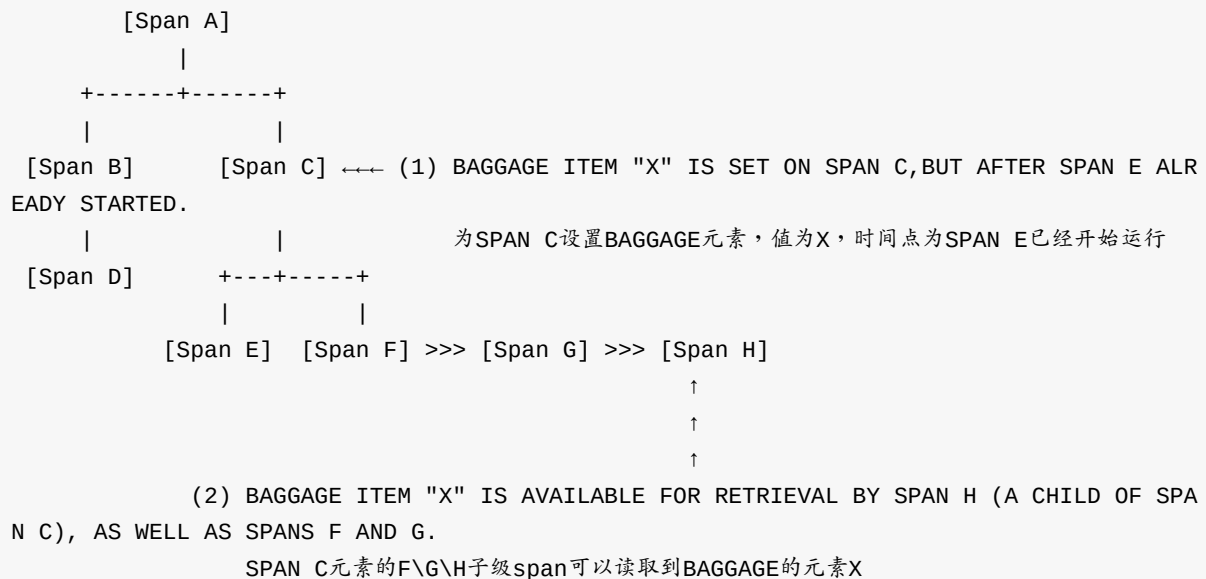 [Span A]
|
+------+------+
| |
[Span B] [Span C] ←←← (1) BAGGAGE ITEM "X" IS SET ON SPAN C,BUT AFTER SPAN E ALR
EADY STARTED.
| | 为SPAN C设置BAGGAGE元素，值为X，时间点为SPAN E已经开始运行
[Span D] +---+-----+
| |
[Span E] [Span F] >>> [Span G] >>> [Span H]
↑
↑
↑
(2) BAGGAGE ITEM "X" IS AVAILABLE FOR RETRIEVAL BY SPAN H (A CHILD OF SPA
N C), AS WELL AS SPANS F AND G.
SPAN C元素的F\G\H子级span可以读取到BAGGAGE的元素X